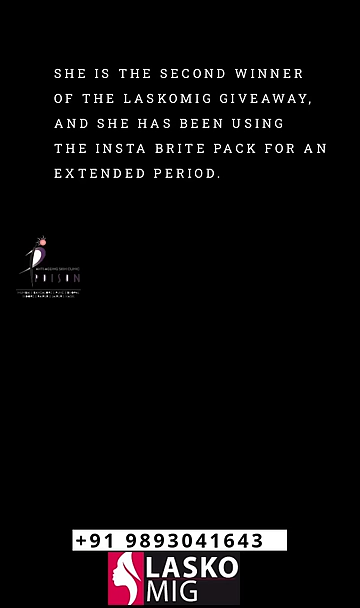 SHE IS THE SECOND WINNER
OF THE LASKOMIG GIVEAWAY,
AND SHE HAS BEEN USING
THE INSTA BRITE PACK FOR AN
EXTENDED PERIOD.
POISON
+91 9893041643
LASKO
MIG